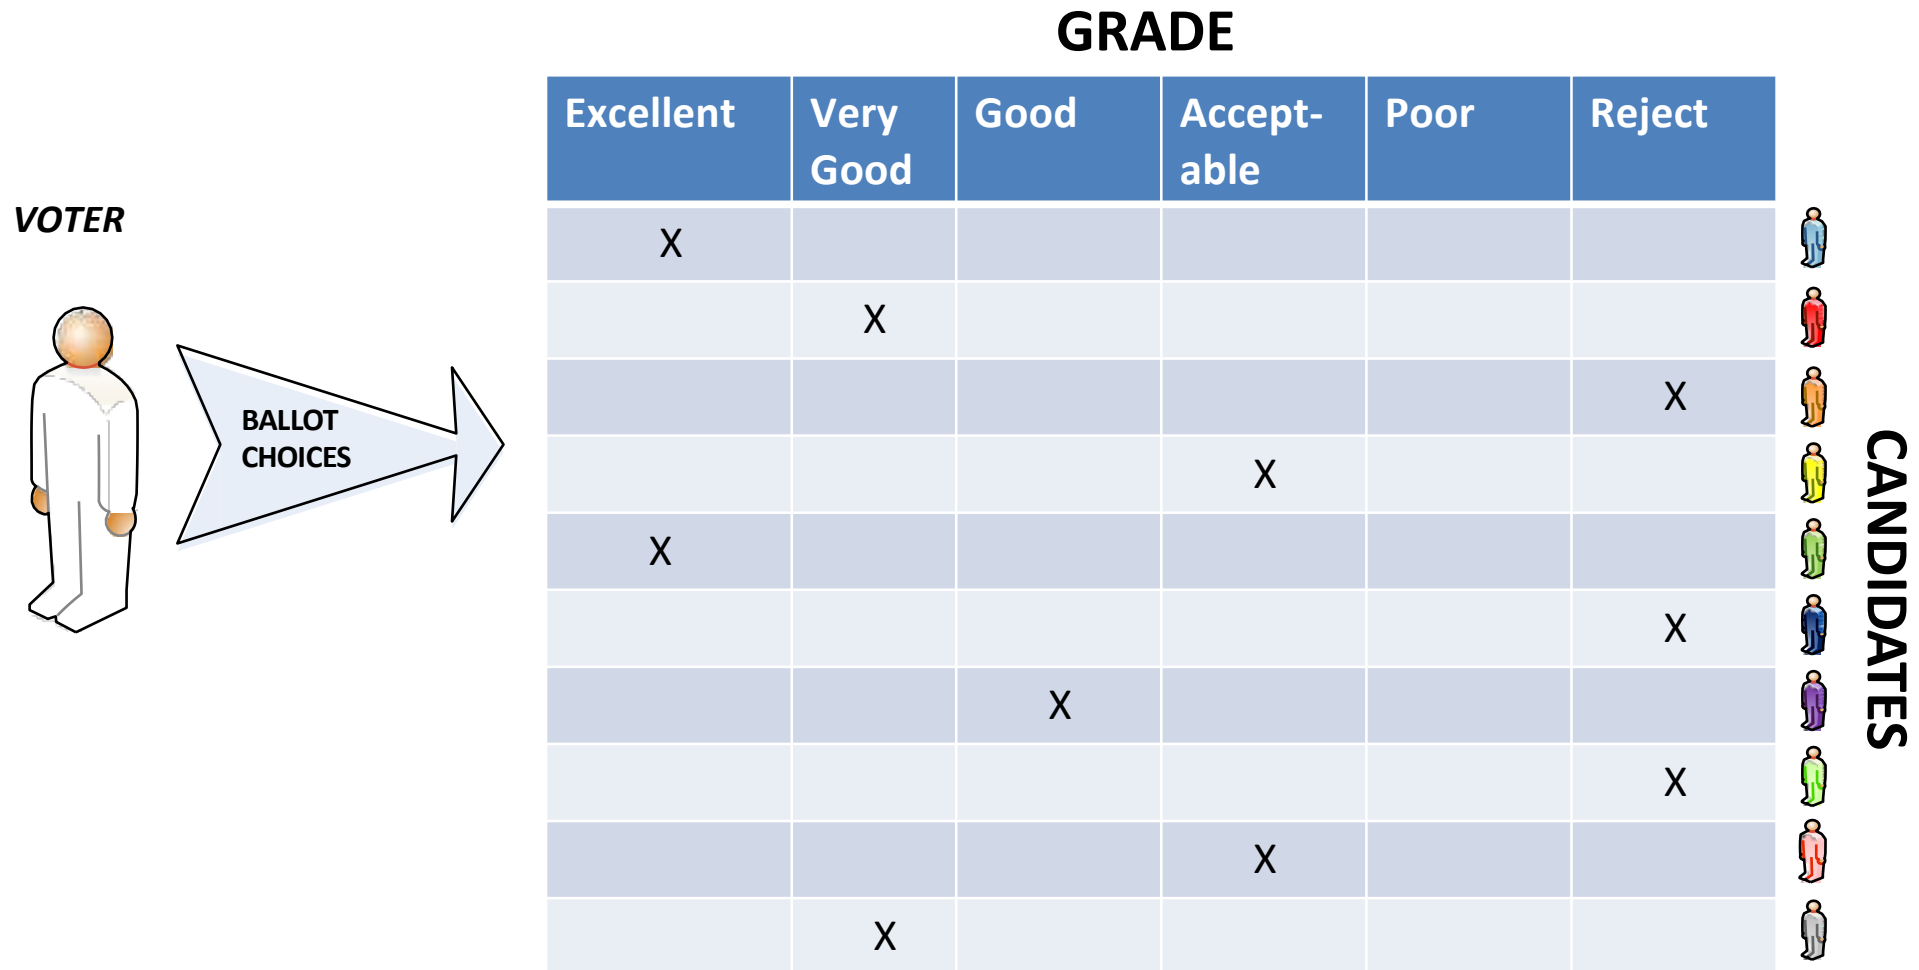 GRADE
Excellent Very Good Good Accept-able Poor Reject
VOTER
X
X
X
BALLOT
CHOICES
X
X
X
X
X
X
X
CANDIDATES